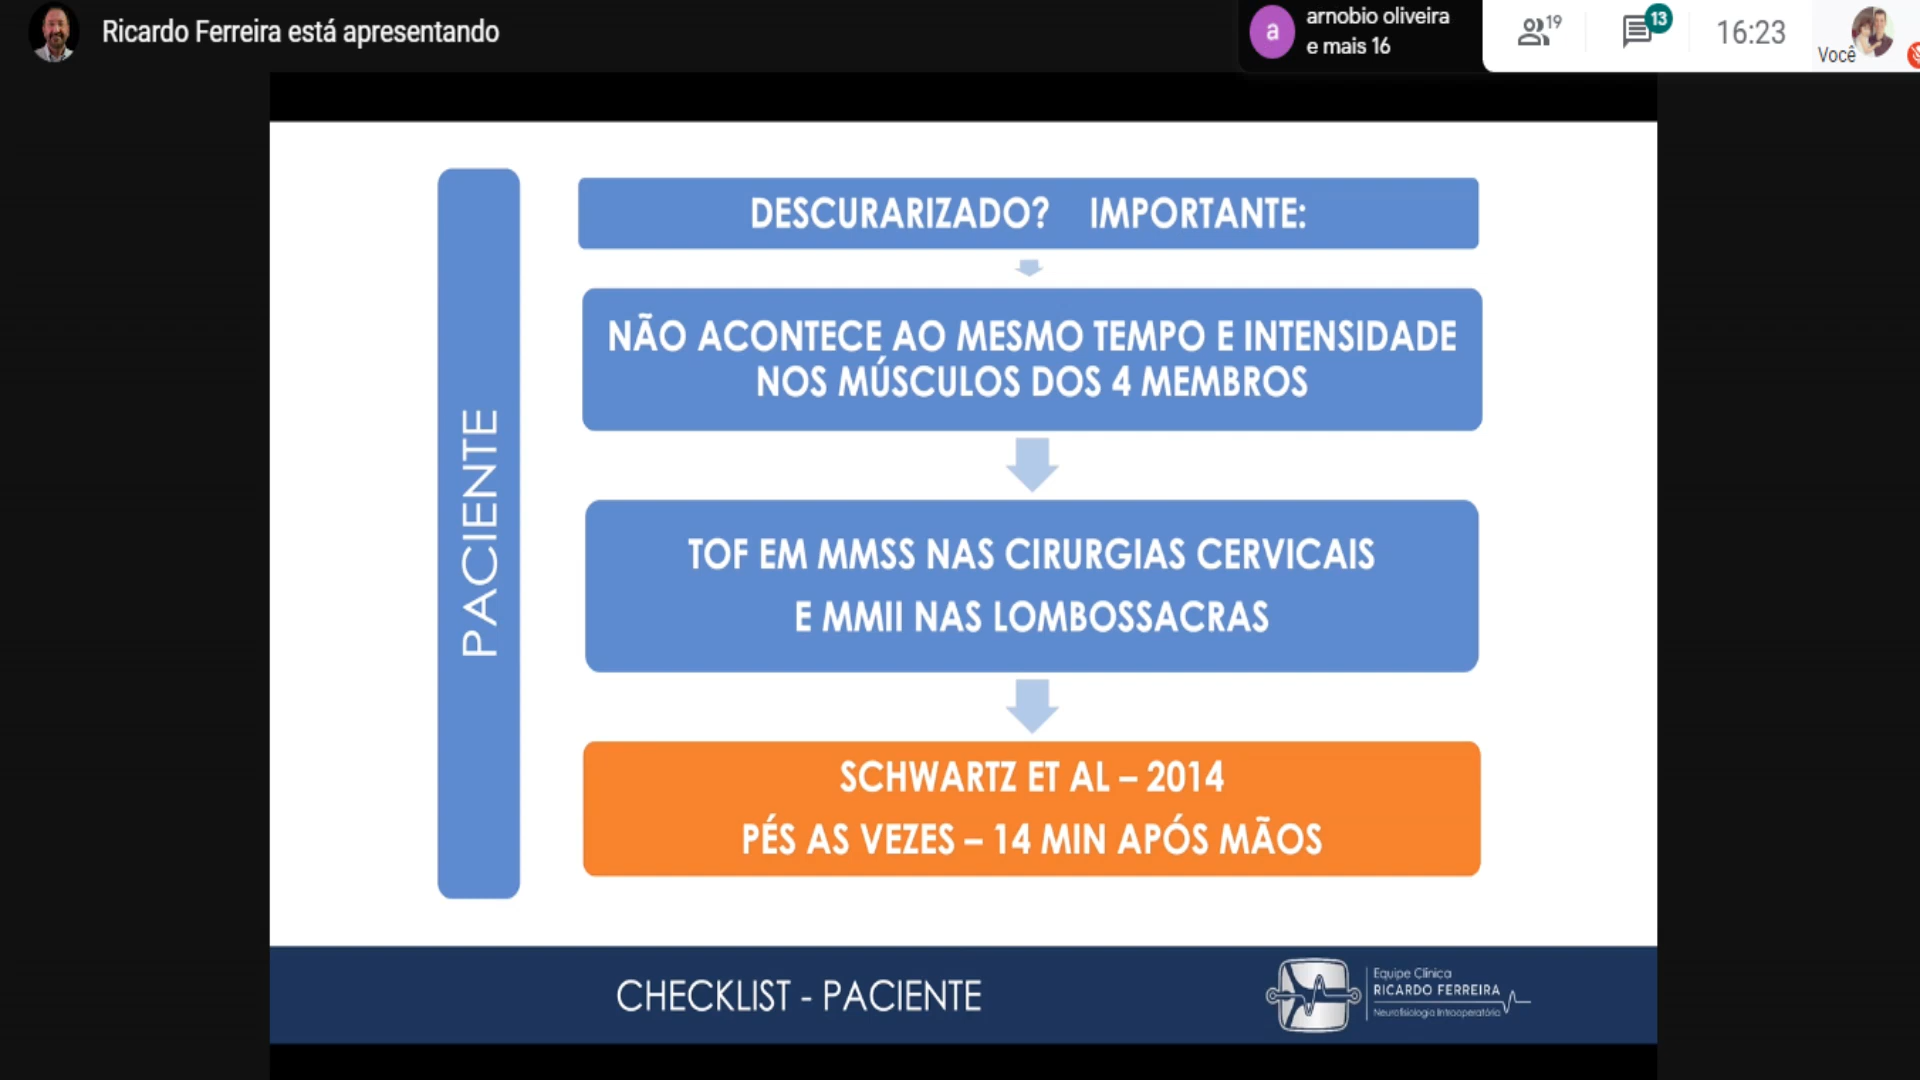 Ricardo Ferreira está apresentando
a
arnobio oliveira
e mais 16
19
13
16:23
Você
PACIENTE
DESCURARIZADO? IMPORTANTE:
NÃO ACONTECE AO MESMO TEMPO E INTENSIDADE
NOS MÚSCULOS DOS 4 MEMBROS
TOF EM MMSS NAS CIRURGIAS CERVICAIS
E MMII NAS LOMBOSSACRAS
SCHWARTZ ET AL – 2014
PÉS AS VEZES – 14 MIN APÓS MÃOS
CHECKLIST - PACIENTE
Equipe Clínica
RICARDO FERREIRA
Neurofisiologia Intraoperatória